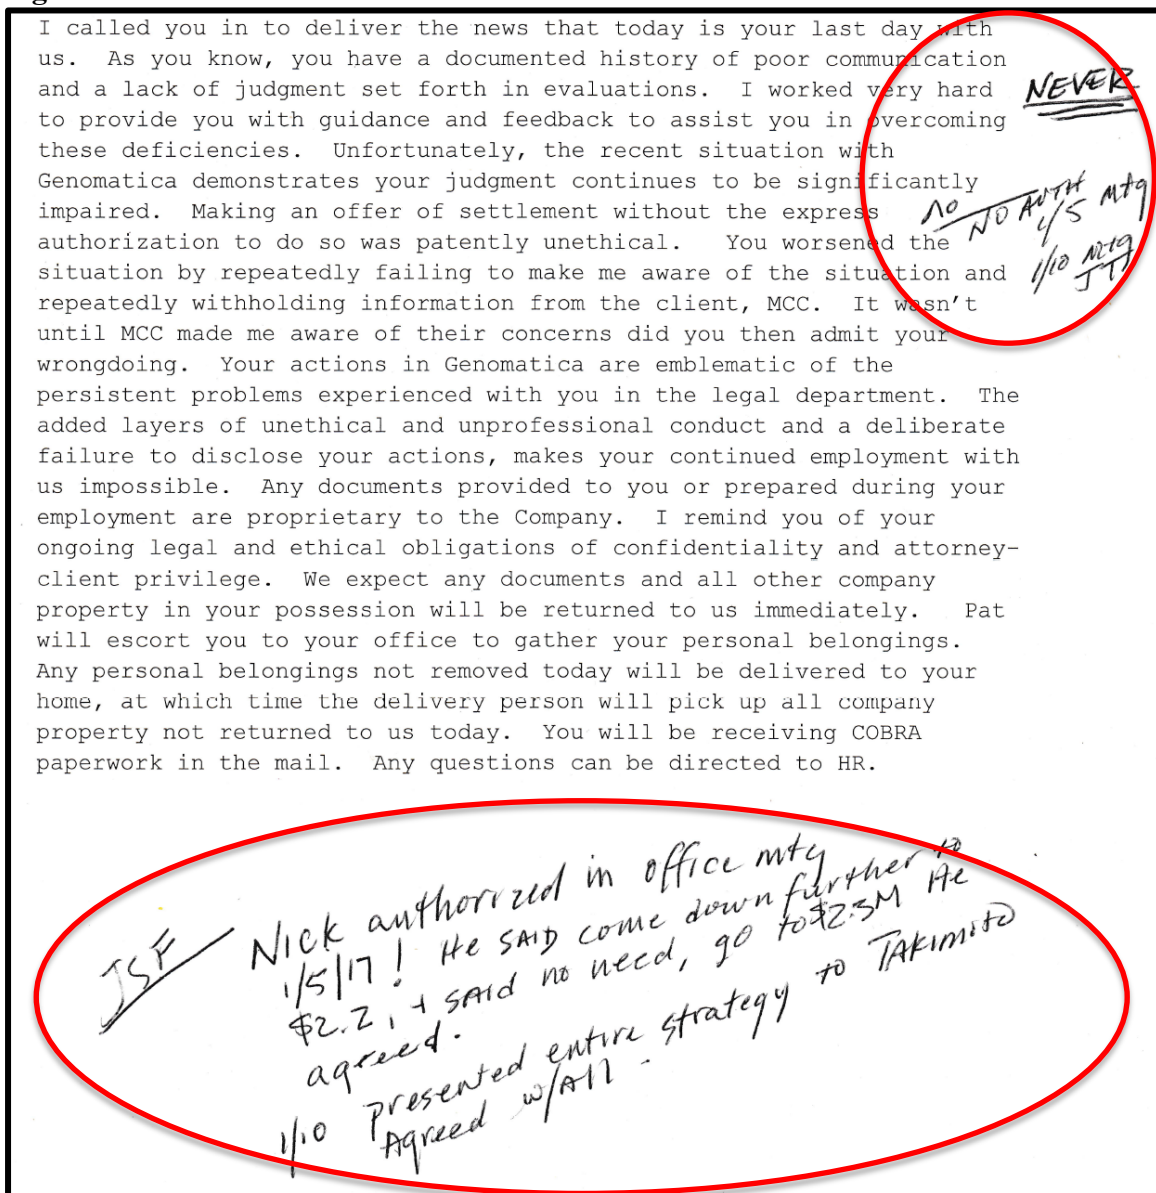 I called you in to deliver the news that today is your last day with
us.  As you know, you have a documented history of poor communication
and a lack of judgment set forth in evaluations.  I worked very hard
to provide you with guidance and feedback to assist you in overcoming
these deficiencies.  Unfortunately, the recent situation with
Genomatica demonstrates your judgment continues to be significantly
impaired.  Making an offer of settlement without the express
authorization to do so was patently unethical.   You worsened the
situation by repeatedly failing to make me aware of the situation and
repeatedly withholding information from the client, MCC.  It wasn't
until MCC made me aware of their concerns did you then admit your
wrongdoing.  Your actions in Genomatica are emblematic of the
persistent problems experienced with you in the legal department.  The
added layers of unethical and unprofessional conduct and a deliberate
failure to disclose your actions, makes your continued employment with
us impossible.  Any documents provided to you or prepared during your
employment are proprietary to the Company.  I remind you of your
ongoing legal and ethical obligations of confidentiality and attorney-
client privilege.  We expect any documents and all other company
property in your possession will be returned to us immediately.   Pat
will escort you to your office to gather your personal belongings.
Any personal belongings not removed today will be delivered to your
home, at which time the delivery person will pick up all company
property not returned to us today.  You will be receiving COBRA
paperwork in the mail.  Any questions can be directed to HR.
NEVER
no
NO AUTH
1/5 mtg
1/10 mtg
JSF
Nick authorized in office mtg
1/5/17! He SAID come down further to
$2.2, I SAID no need, go to $2.3M He
agreed.
1/10 presented entire strategy to TAKIMOTO
Agreed w/All -